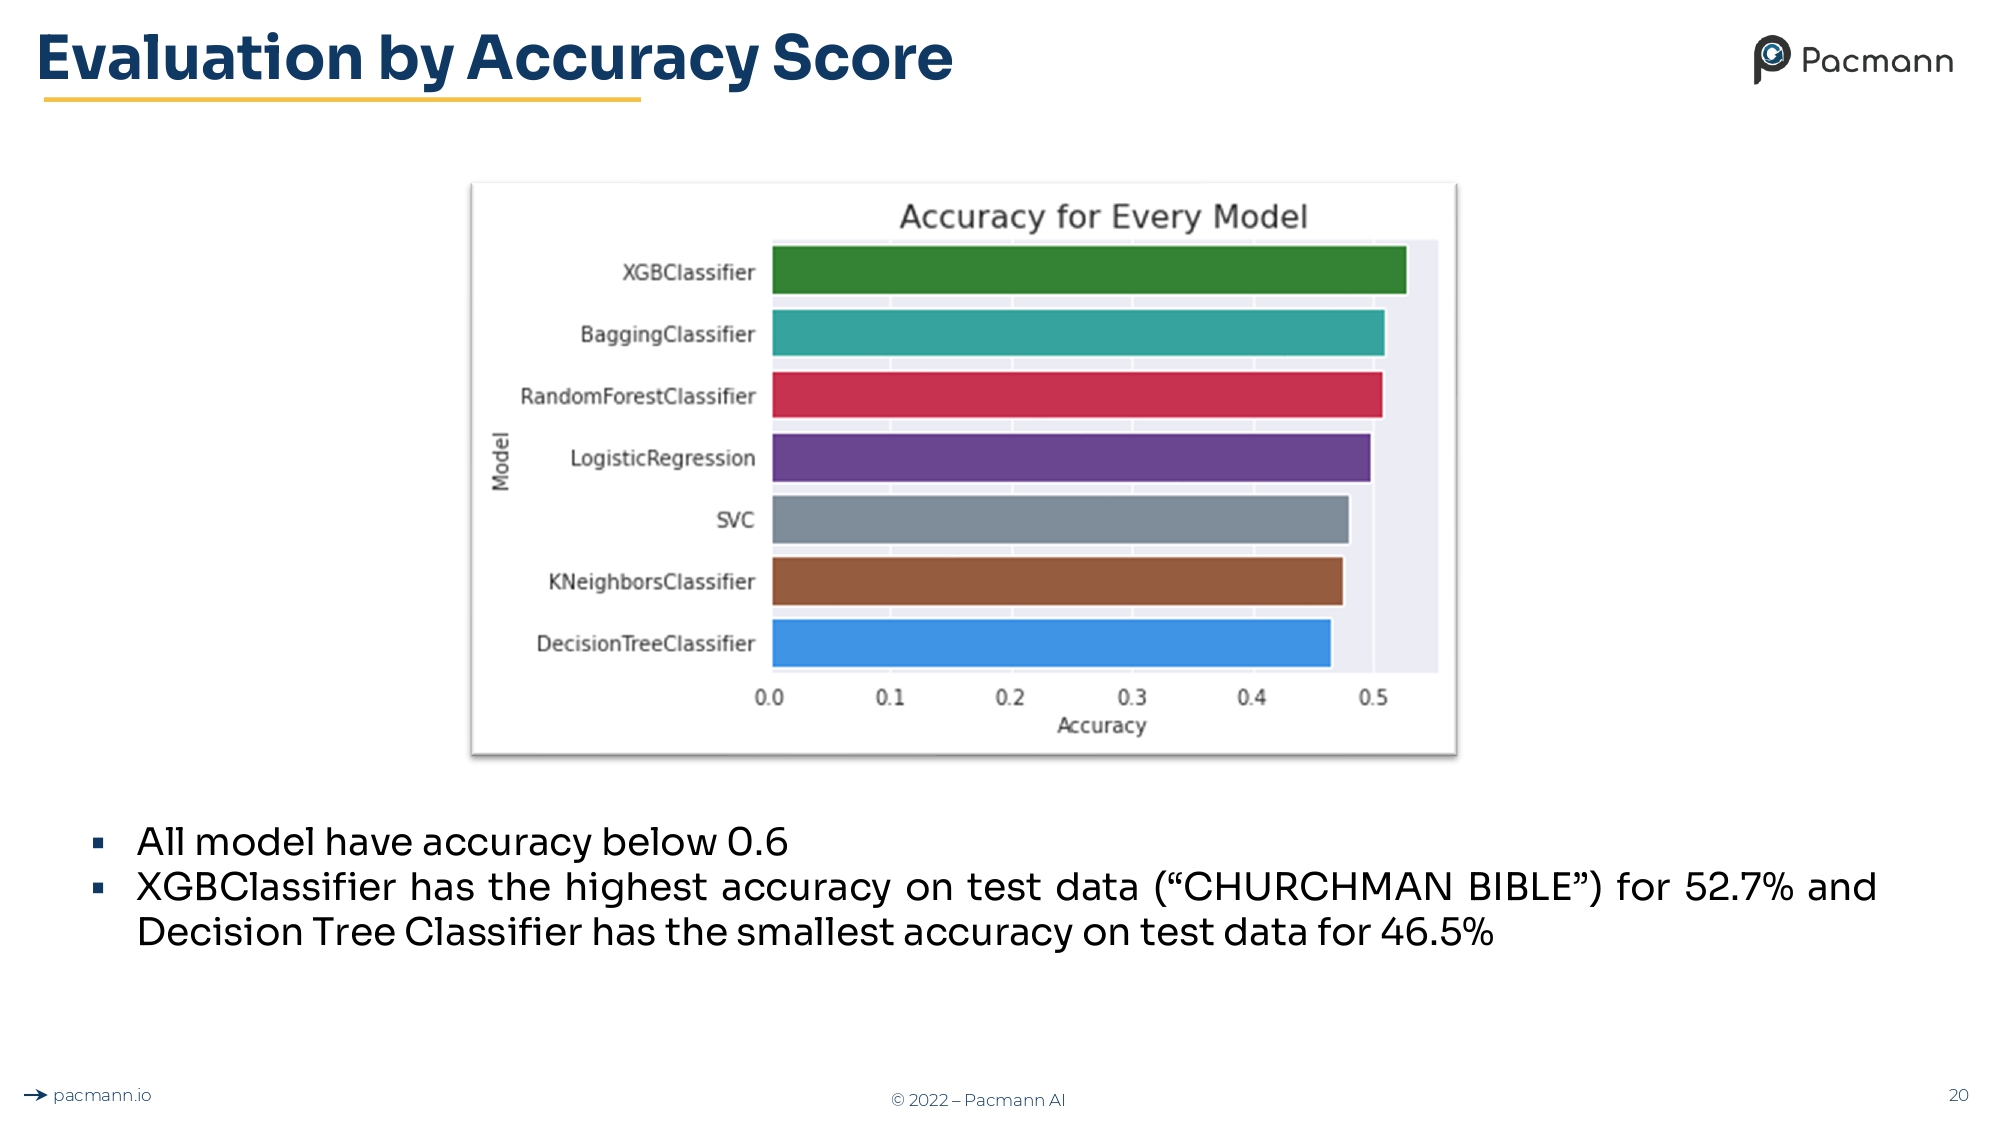 Evaluation by Accuracy Score
Pacmann
Accuracy for Every Model
XGBClassifier
BaggingClassifier
RandomForestClassifier
LogisticRegression
SVC
KNeighborsClassifier
DecisionTreeClassifier
Model
0.0 0.1 0.2 0.3 0.4 0.5
Accuracy
▪ All model have accuracy below 0.6
▪ XGBClassifier has the highest accuracy on test data (“CHURCHMAN BIBLE”) for 52.7% and
Decision Tree Classifier has the smallest accuracy on test data for 46.5%
pacmann.io
© 2022 – Pacmann AI
20